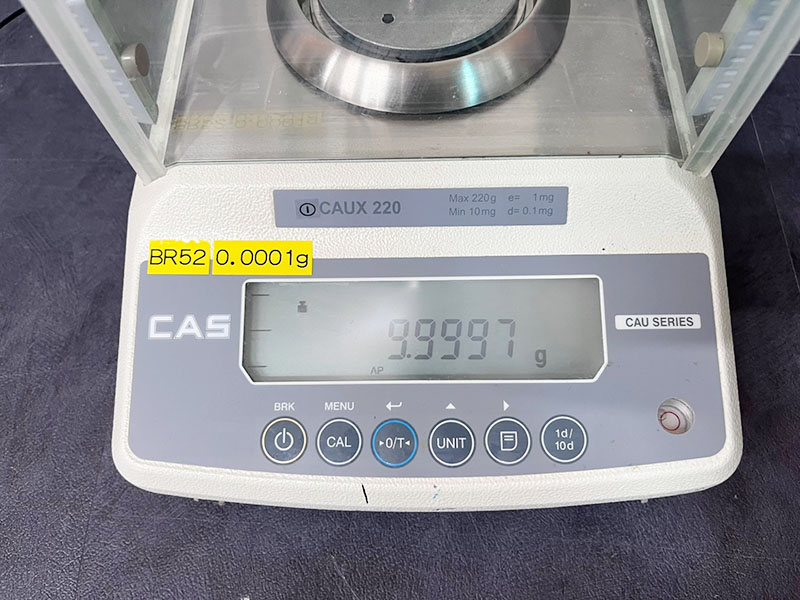 CAUX 220
Max 220g e= 1mg
Min 10mg d= 0.1mg
BR52 0.0001g
CAS
9.9997 g
AP
CAU SERIES
BRK MENU
CAL 0/T UNIT 1d/
10d